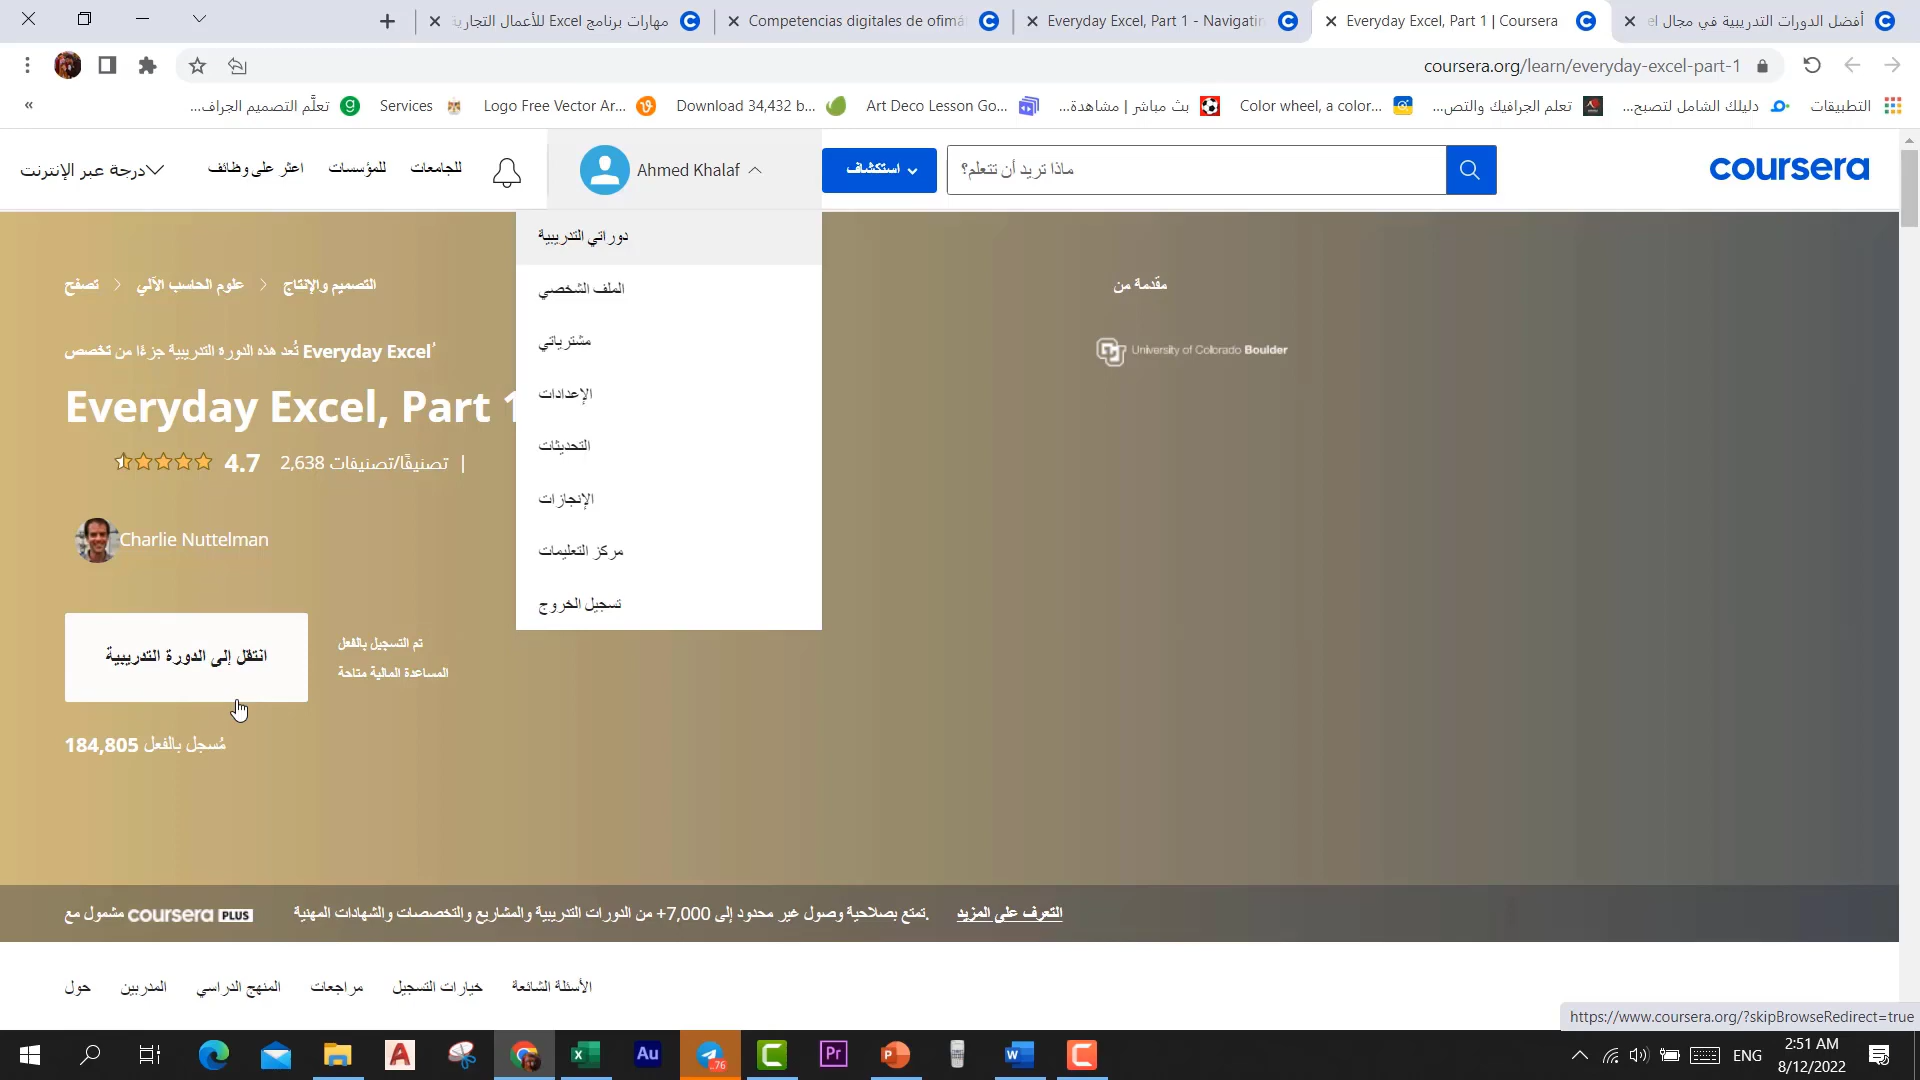 مهارات برنامج Excel للأعمال التجارية
Competencias digitales de ofimá
Everyday Excel, Part 1 - Navigatin
Everyday Excel, Part 1 | Coursera
أفضل الدورات التدريبية في مجال el
coursera.org/learn/everyday-excel-part-1
«
تعلَّم التصميم الجراف...
Services
Logo Free Vector Ar...
Download 34,432 b...
Art Deco Lesson Go...
بث مباشر | مشاهدة...
Color wheel, a color...
تعلم الجرافيك والتص...
دليلك الشامل لتصبح...
التطبيقات
درجة عبر الإنترنت
اعثر على وظائف
للمؤسسات
للجامعات
Ahmed Khalaf
استكشاف
ماذا تريد أن تتعلم؟
coursera
دوراتي التدريبية
الملف الشخصي
مشترياتي
الإعدادات
التحديثات
الإنجازات
مركز التعليمات
تسجيل الخروج
تصفح > علوم الحاسب الآلي > التصميم والإنتاج
مقدمة من
University of Colorado Boulder
تُعد هذه الدورة التدريبية جزءًا من تخصص Everyday Excel
Everyday Excel, Part 1
4.7
2,638 تصنيفًا/تصنيفات |
Charlie Nuttelman
انتقل إلى الدورة التدريبية
تم التسجيل بالفعل
المساعدة المالية متاحة
184,805 مُسجل بالفعل
مشمول مع coursera PLUS
تمتع بصلاحية وصول غير محدود إلى 7,000+ من الدورات التدريبية والمشاريع والتخصصات والشهادات المهنية.
التعرف على المزيد
حول
المدربين
المنهج الدراسي
مراجعات
خيارات التسجيل
الأسئلة الشائعة
https://www.coursera.org/?skipBrowseRedirect=true
Au
76
Pr
ENG
2:51 AM
8/12/2022